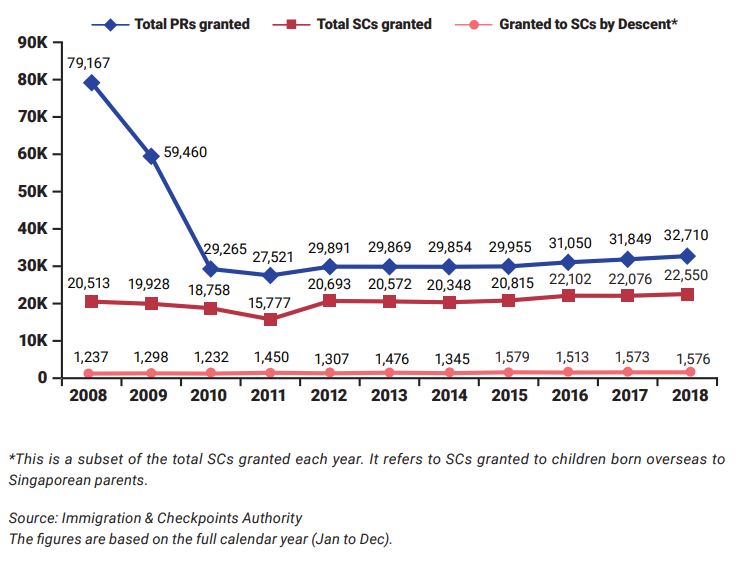 Total PRs granted Total SCs granted Granted to SCs by Descent*
90K
80K
70K
60K
50K
40K
30K
20K
10K
0
79,167
59,460
29,265 27,521 29,891 29,869 29,854 29,955 31,050 31,849 32,710
20,513 19,928 18,758 15,777 20,693 20,572 20,348 20,815 22,102 22,076 22,550
1,237 1,298 1,232 1,450 1,307 1,476 1,345 1,579 1,513 1,573 1,576
2008 2009 2010 2011 2012 2013 2014 2015 2016 2017 2018
*This is a subset of the total SCs granted each year. It refers to SCs granted to children born overseas to
Singaporean parents.
Source: Immigration & Checkpoints Authority
The figures are based on the full calendar year (Jan to Dec).